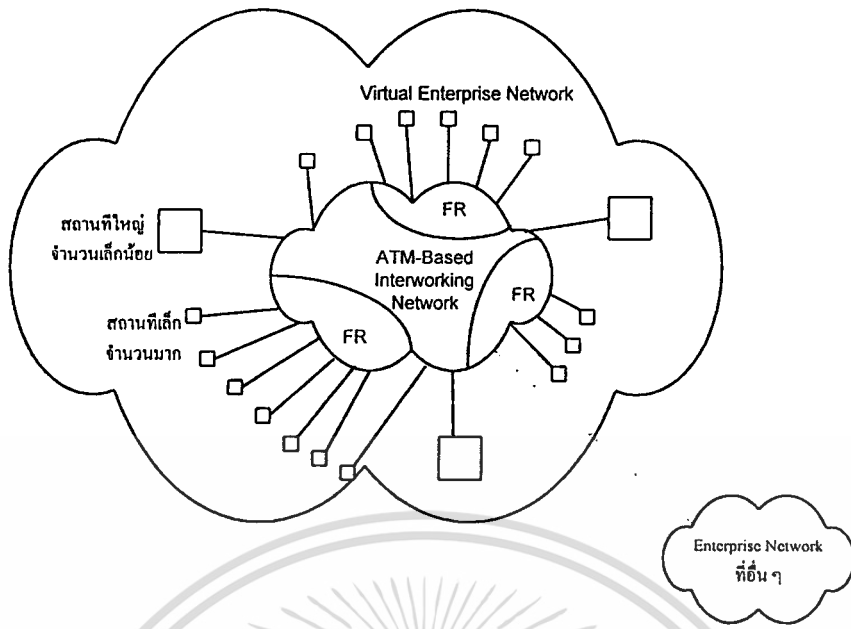 Virtual Enterprise Network
FR
สถานที่ใหญ่
จำนวนเล็กน้อย
ATM-Based
Interworking
Network
FR
สถานที่เล็ก
จำนวนมาก
FR
Enterprise Network
ที่อื่น ๆ